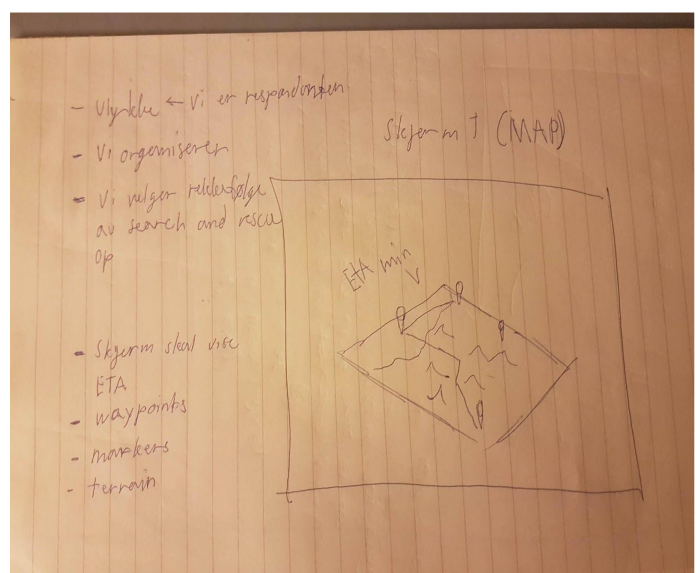 - Ulykke ← Vi er respondenten
- Vi organiserer
- Vi velger rekkefølge
av search and rescue
op
Skjerm 1 (MAP)
ETA min
- Skjerm skal vise
ETA
- waypoints
- markers
- terrain